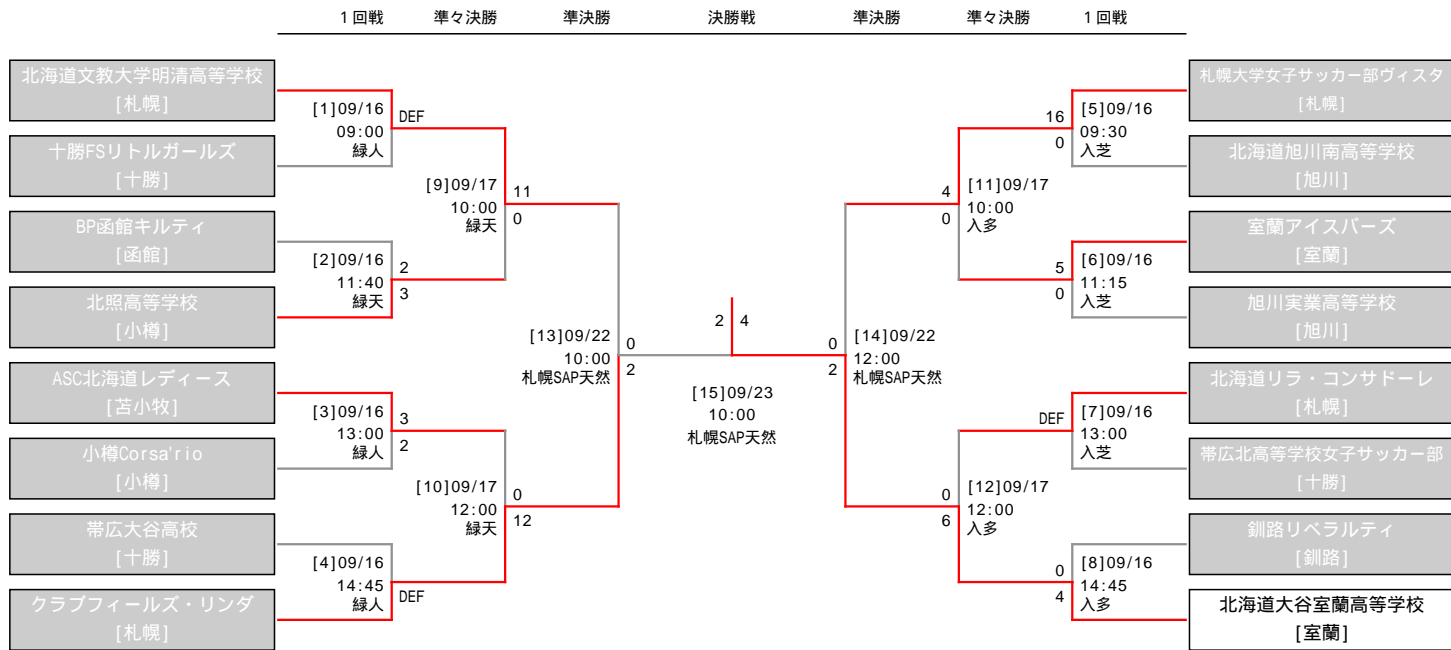 1回戦 準々決勝 準決勝 決勝戦 準決勝 準々決勝 1回戦
北海道文教大学明清高等学校
[札幌]
十勝FSリトルガールズ
[十勝]
BP函館キルティ
[函館]
北照高等学校
[小樽]
ASC北海道レディース
[苫小牧]
小樽Corsa'rio
[小樽]
帯広大谷高校
[十勝]
クラブフィールズ・リンダ
[札幌]
[1]09/16
09:00
緑人
DEF
[2]09/16
11:40
緑天
2
3
[3]09/16
13:00
緑人
3
2
[4]09/16
14:45
緑人
DEF
[9]09/17
10:00
緑天
11
0
[10]09/17
12:00
緑天
0
12
[13]09/22
10:00
札幌SAP天然
0
2
2 4
[15]09/23
10:00
札幌SAP天然
0
2
[14]09/22
12:00
札幌SAP天然
4
0
[11]09/17
10:00
入多
0
6
[12]09/17
12:00
入多
16
0
[5]09/16
09:30
入芝
5
0
[6]09/16
11:15
入芝
DEF
[7]09/16
13:00
入芝
0
4
[8]09/16
14:45
入多
札幌大学女子サッカー部ヴィスタ
[札幌]
北海道旭川南高等学校
[旭川]
室蘭アイスバーズ
[室蘭]
旭川実業高等学校
[旭川]
北海道リラ・コンサドーレ
[札幌]
帯広北高等学校女子サッカー部
[十勝]
釧路リベラルティ
[釧路]
北海道大谷室蘭高等学校
[室蘭]